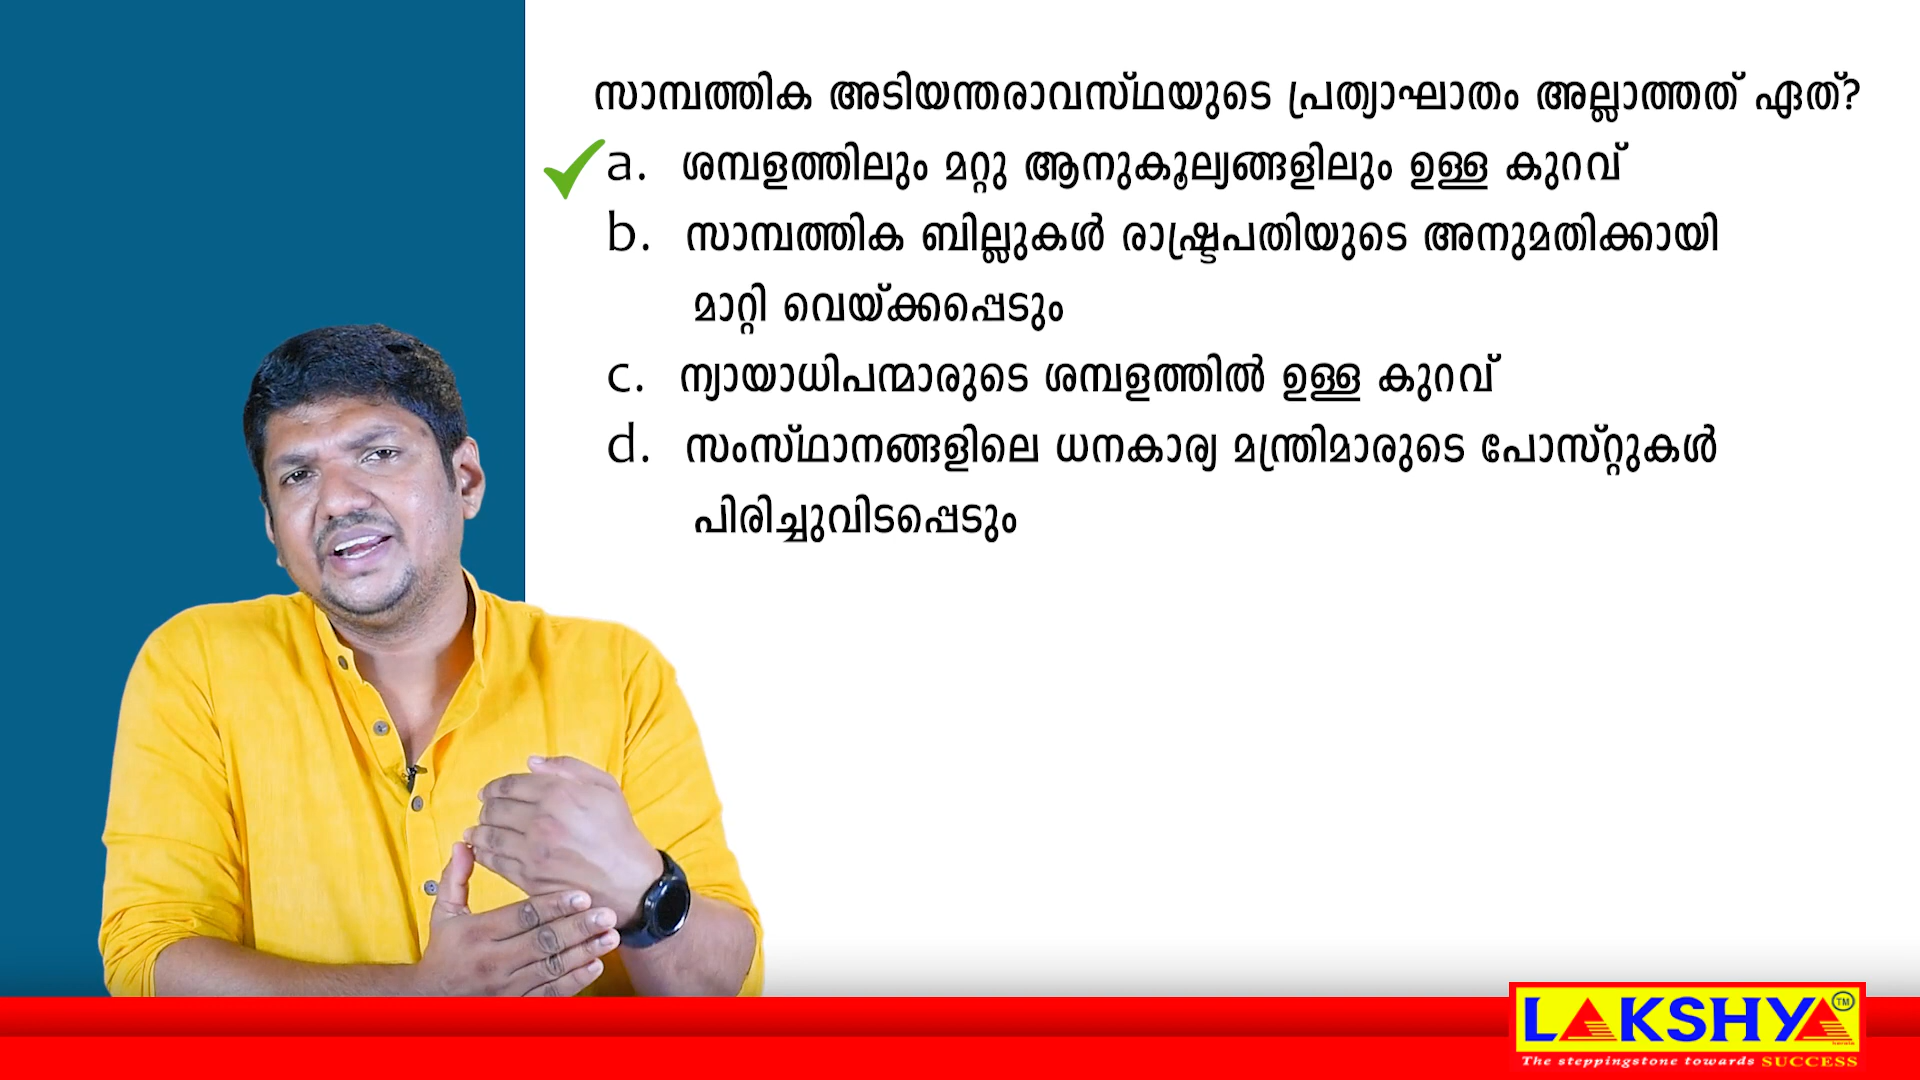 സാമ്പത്തിക അടിയന്തരാവസ്ഥയുടെ പ്രത്യാഘാതം അല്ലാത്തത് ഏത്?
a. ശമ്പളത്തിലും മറ്റു ആനുകൂല്യങ്ങളിലും ഉള്ള കുറവ്
b. സാമ്പത്തിക ബില്ലുകൾ രാഷ്ട്രപതിയുടെ അനുമതിക്കായി
മാറ്റി വെയ്ക്കപ്പെടും
c. ന്യായാധിപന്മാരുടെ ശമ്പളത്തിൽ ഉള്ള കുറവ്
d. സംസ്ഥാനങ്ങളിലെ ധനകാര്യ മന്ത്രിമാരുടെ പോസ്റ്റുകൾ
പിരിച്ചുവിടപ്പെടും
LAKSHYA TM
The steppingstone towards SUCCESS